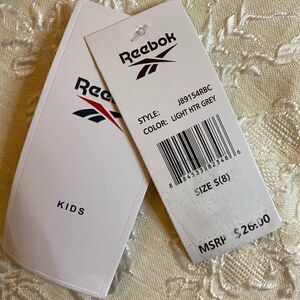 Reebok
KIDS
Reebok
STYLE: J89154RBC
COLOR: LIGHT HTR GREY
SIZE S(8)
MSRP $26.00